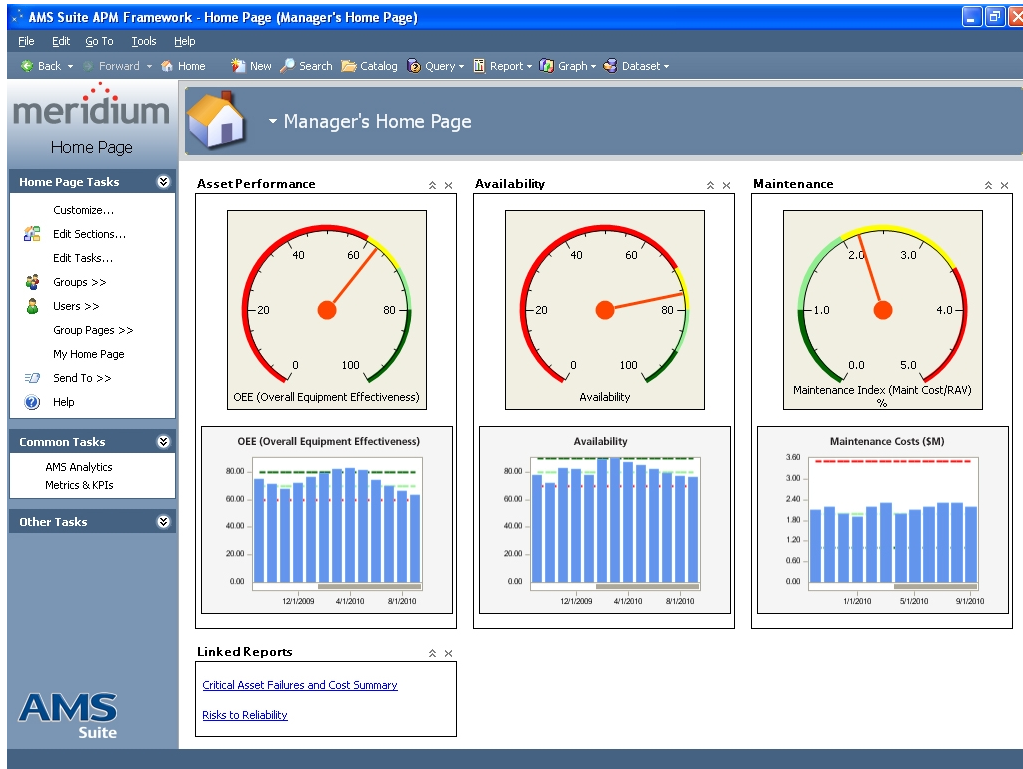 AMS Suite APM Framework - Home Page (Manager's Home Page)
File Edit Go To Tools Help
Back Forward Home New Search Catalog Query Report Graph Dataset
meridium
Home Page
Manager's Home Page
Home Page Tasks
Customize...
Edit Sections...
Edit Tasks...
Groups >>
Users >>
Group Pages >>
My Home Page
Send To >>
Help
Common Tasks
AMS Analytics
Metrics & KPIs
Other Tasks
AMS
Suite
Asset Performance
0 20 40 60 80 100
OEE (Overall Equipment Effectiveness)
OEE (Overall Equipment Effectiveness)
80.00
60.00
40.00
20.00
0.00
12/1/2009 4/1/2010 8/1/2010
Availability
0 20 40 60 80 100
Availability
Availability
80.00
60.00
40.00
20.00
0.00
12/1/2009 4/1/2010 8/1/2010
Maintenance
0.0 1.0 2.0 3.0 4.0 5.0
Maintenance Index (Maint Cost/RAV)
%
Maintenance Costs ($M)
3.60
3.00
2.40
1.80
1.20
0.60
0.00
1/1/2010 5/1/2010 9/1/2010
Linked Reports
Critical Asset Failures and Cost Summary
Risks to Reliability